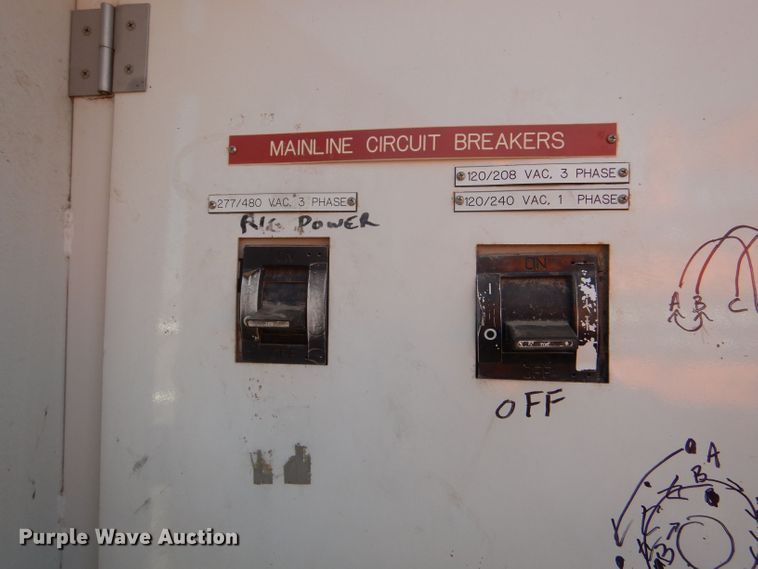 MAINLINE CIRCUIT BREAKERS
120/208 VAC, 3 PHASE
277/480 VAC, 3 PHASE
120/240 VAC, 1 PHASE
RIG POWER
ON
I
O
OFF
OFF
A B C
A
B
B
Purple Wave Auction